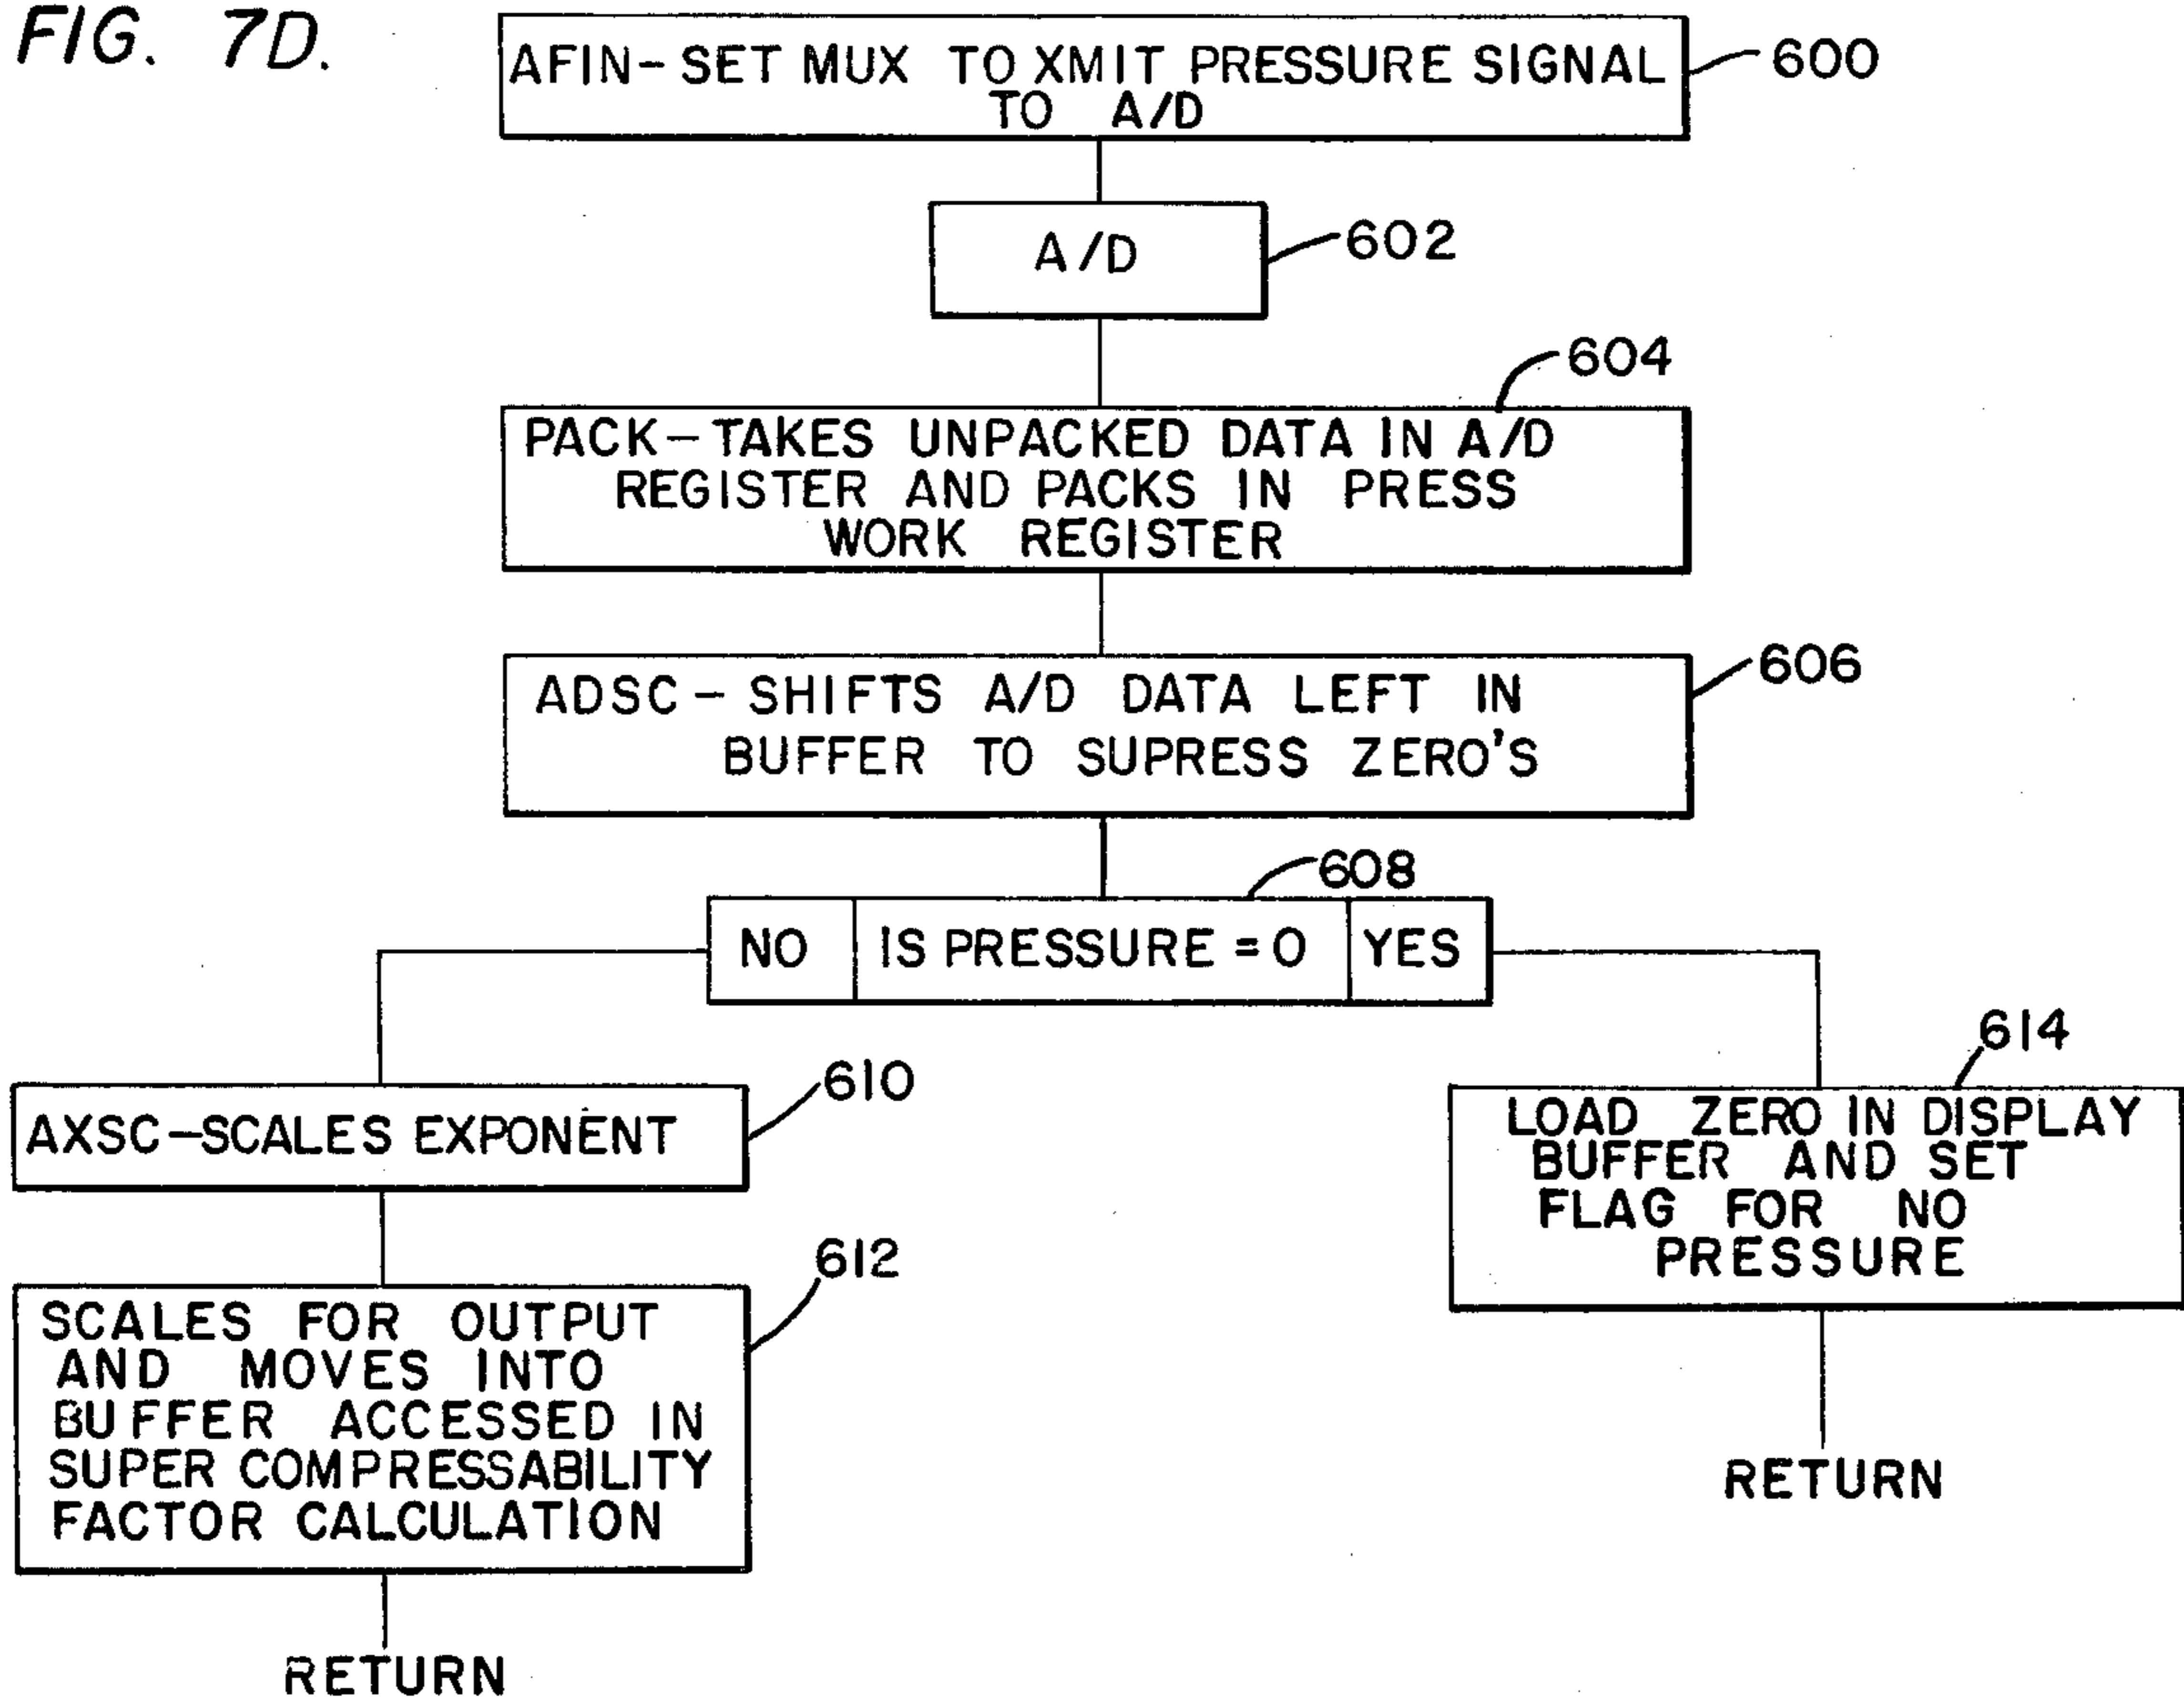 FIG. 7D.
AFIN-SET MUX TO XMIT PRESSURE SIGNAL
TO A/D
600
A/D
602
604
PACK-TAKES UNPACKED DATA IN A/D
REGISTER AND PACKS IN PRESS
WORK REGISTER
606
ADSC- SHIFTS A/D DATA LEFT IN
BUFFER TO SUPRESS ZERO'S
608
NO IS PRESSURE = 0 YES
610
AXSC-SCALES EXPONENT
614
LOAD ZERO IN DISPLAY
BUFFER AND SET
FLAG FOR NO
PRESSURE
612
SCALES FOR OUTPUT
AND MOVES INTO
BUFFER ACCESSED IN
SUPER COMPRESSABILITY
FACTOR CALCULATION
RETURN
RETURN